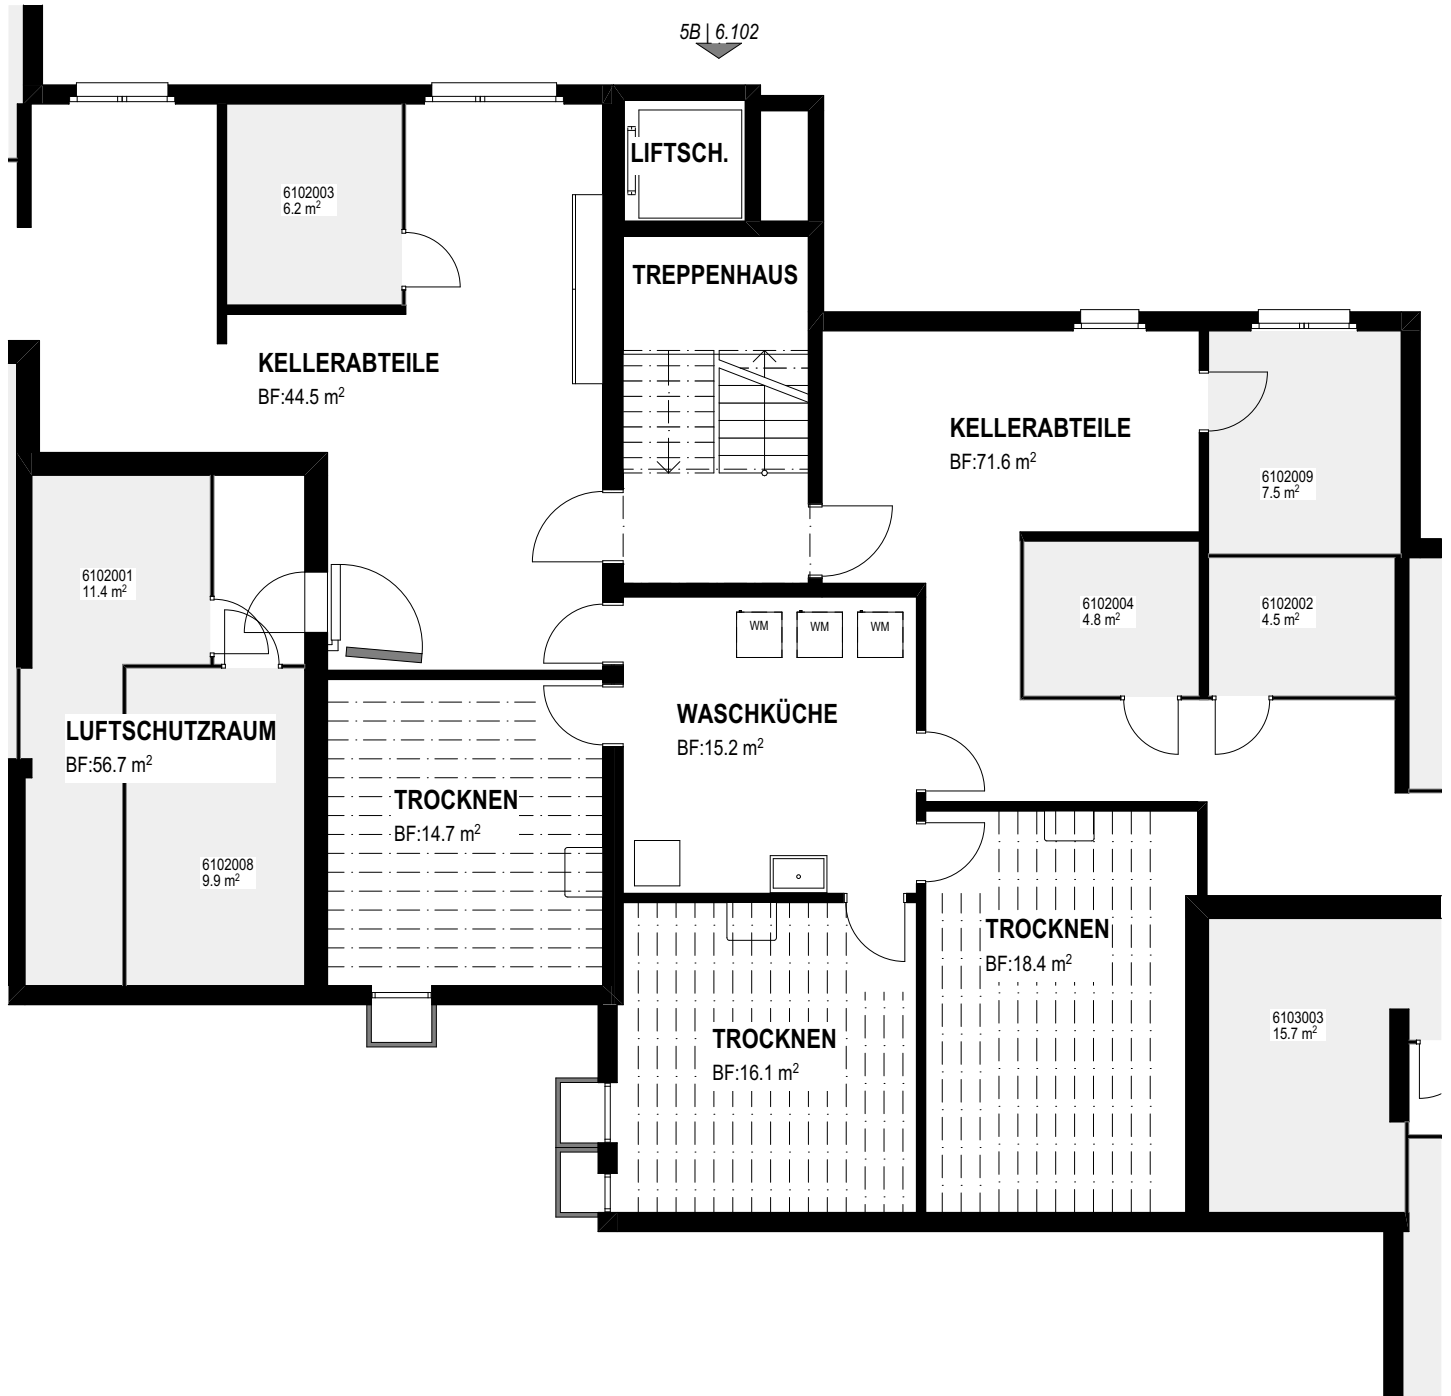 5B | 6.102
LIFTSCH.
6102003
6.2 m²
TREPPENHAUS
KELLERABTEILE
BF:44.5 m²
KELLERABTEILE
BF:71.6 m²
6102009
7.5 m²
6102001
11.4 m²
6102004
4.8 m²
6102002
4.5 m²
WM
WM
WM
LUFTSCHUTZRAUM
BF:56.7 m²
WASCHKÜCHE
BF:15.2 m²
TROCKNEN
BF:14.7 m²
6102008
9.9 m²
TROCKNEN
BF:18.4 m²
TROCKNEN
BF:16.1 m²
6103003
15.7 m²